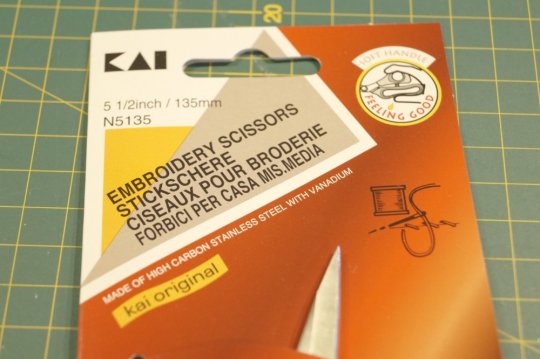 20
KAI
SOFT HANDLE
FEELING GOOD
5 1/2inch / 135mm
N5135
EMBROIDERY SCISSORS
STICKSCHERE
CISEAUX POUR BRODERIE
FORBICI PER CASA MIS.MEDIA
MADE OF HIGH CARBON STAINLESS STEEL WITH VANADIUM
kai original